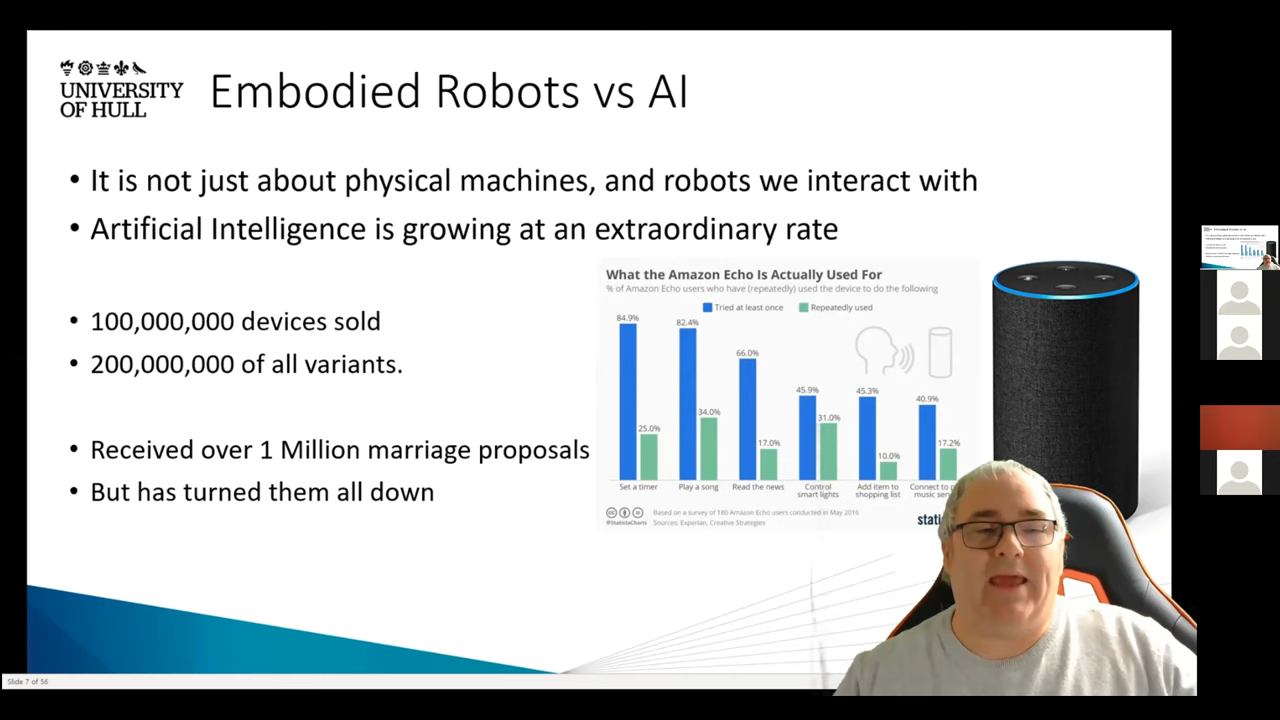 UNIVERSITY
OF HULL
Embodied Robots vs AI
• It is not just about physical machines, and robots we interact with
• Artificial Intelligence is growing at an extraordinary rate
• 100,000,000 devices sold
• 200,000,000 of all variants.
• Received over 1 Million marriage proposals
• But has turned them all down
What the Amazon Echo Is Actually Used For
% of Amazon Echo users who have (repeatedly) used the device to do the following
Tried at least once Repeatedly used
84.9% 25.0% 82.4% 34.0% 66.0% 17.0% 45.9% 31.0% 45.3% 10.0% 40.9% 17.2%
Set a timer Play a song Read the news Control Add item to Connect to
smart lights shopping list music
@StatistaCharts
Based on a survey of 180 Amazon Echo users conducted in May 2016
Sources: Experian, Creative Strategies
Slide 7 of 56